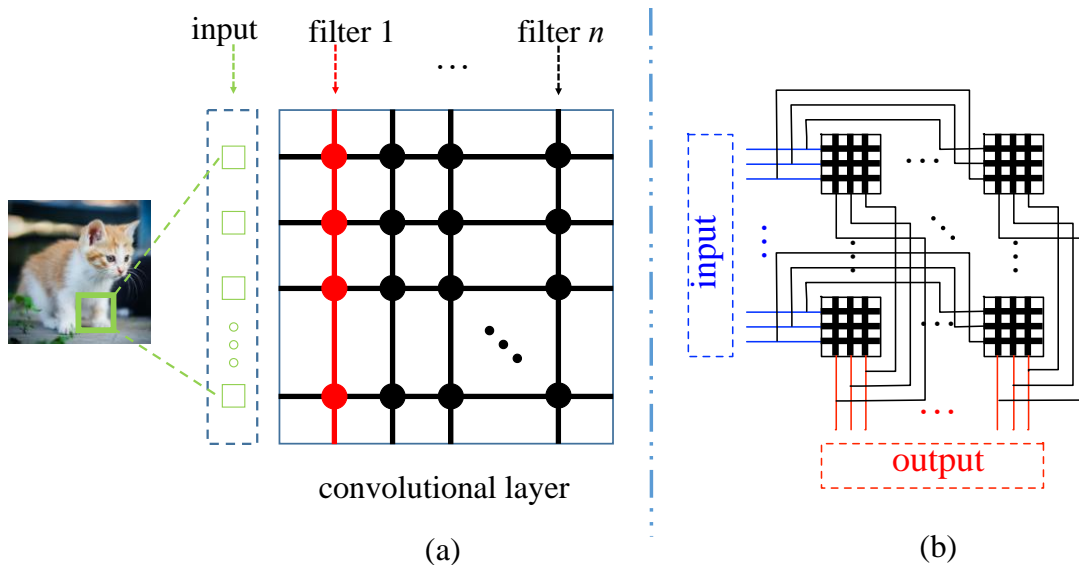 input
filter 1
filter n
...
convolutional layer
(a)
input
output
(b)